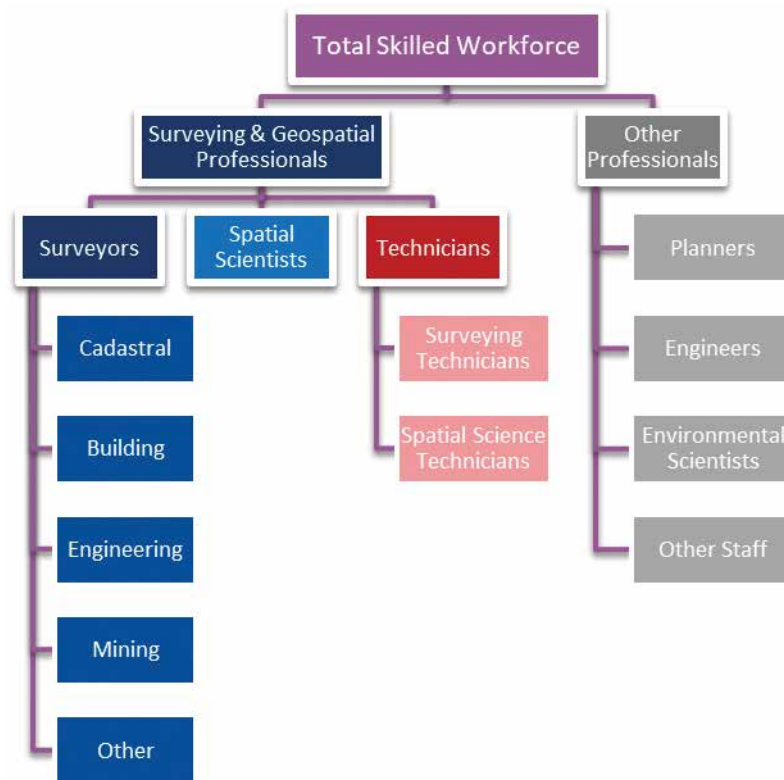 Total Skilled Workforce
Surveying & Geospatial
Professionals
Other
Professionals
Surveyors
Spatial
Scientists
Technicians
Planners
Cadastral
Surveying
Technicians
Engineers
Building
Spatial Science
Technicians
Environmental
Scientists
Engineering
Other Staff
Mining
Other